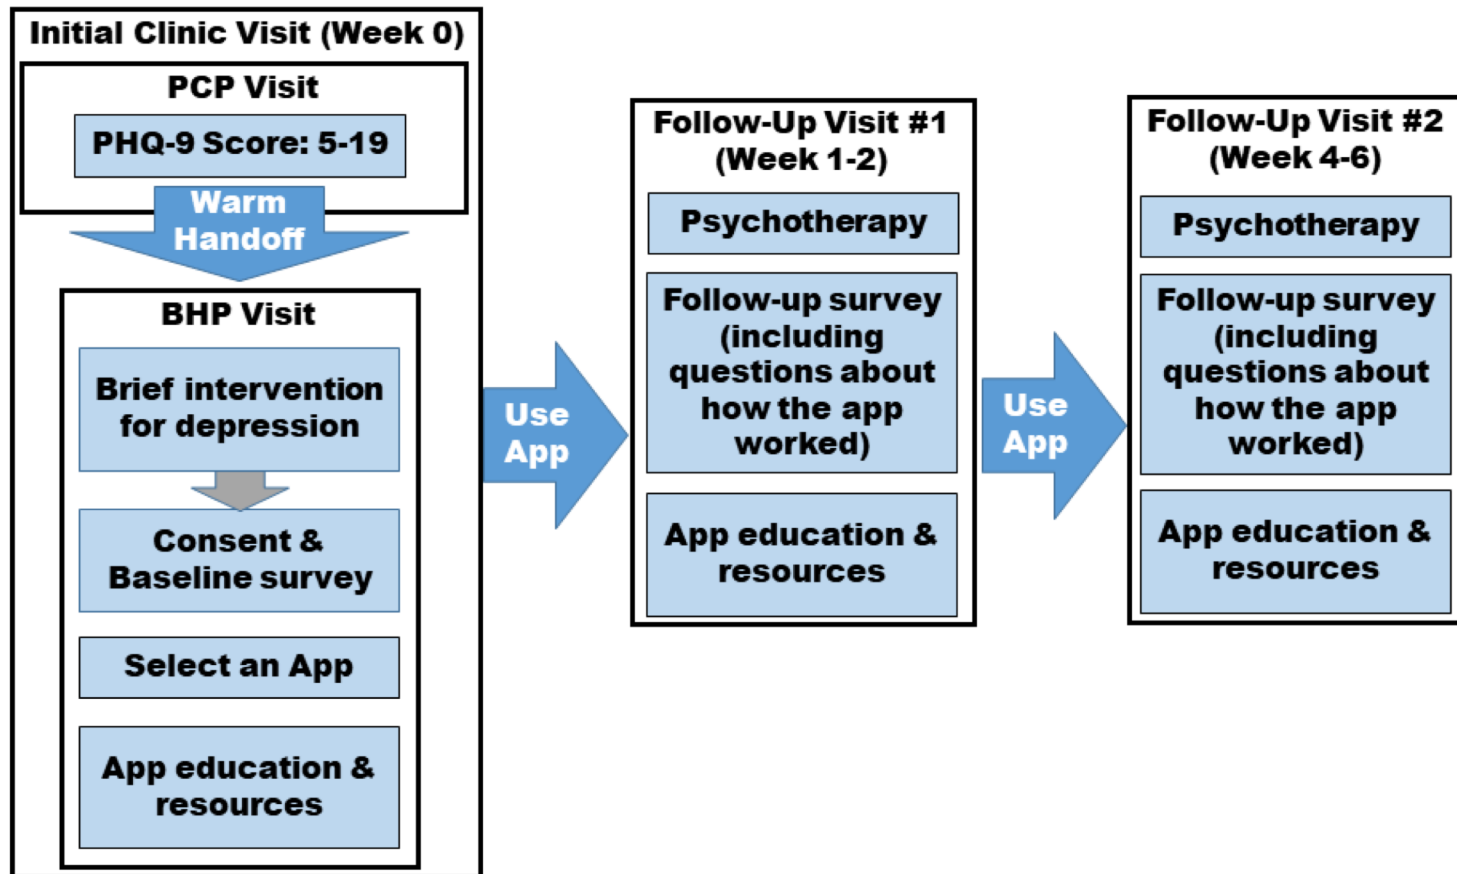 Initial Clinic Visit (Week 0)
PCP Visit
PHQ-9 Score: 5-19
Warm
Handoff
BHP Visit
Brief intervention
for depression
Consent &
Baseline survey
Select an App
App education &
resources
Use
App
Follow-Up Visit #1
(Week 1-2)
Psychotherapy
Follow-up survey
(including
questions about
how the app
worked)
App education &
resources
Use
App
Follow-Up Visit #2
(Week 4-6)
Psychotherapy
Follow-up survey
(including
questions about
how the app
worked)
App education &
resources